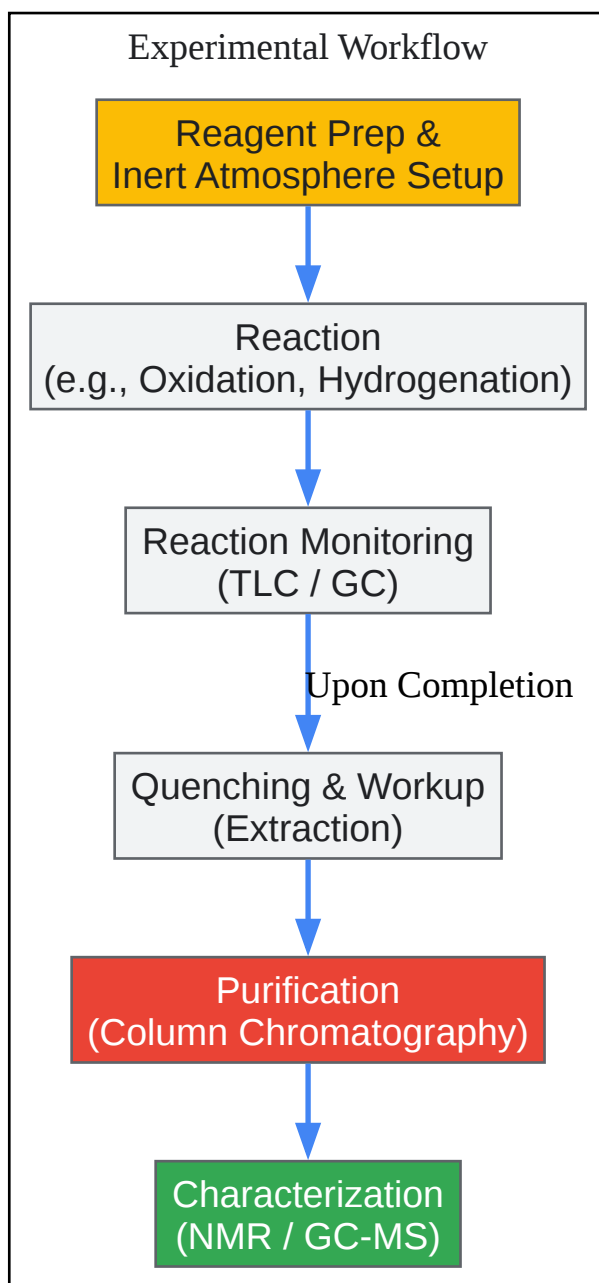 Experimental Workflow
Reagent Prep &
Inert Atmosphere Setup
Reaction
(e.g., Oxidation, Hydrogenation)
Reaction Monitoring
(TLC / GC)
Upon Completion
Quenching & Workup
(Extraction)
Purification
(Column Chromatography)
Characterization
(NMR / GC-MS)